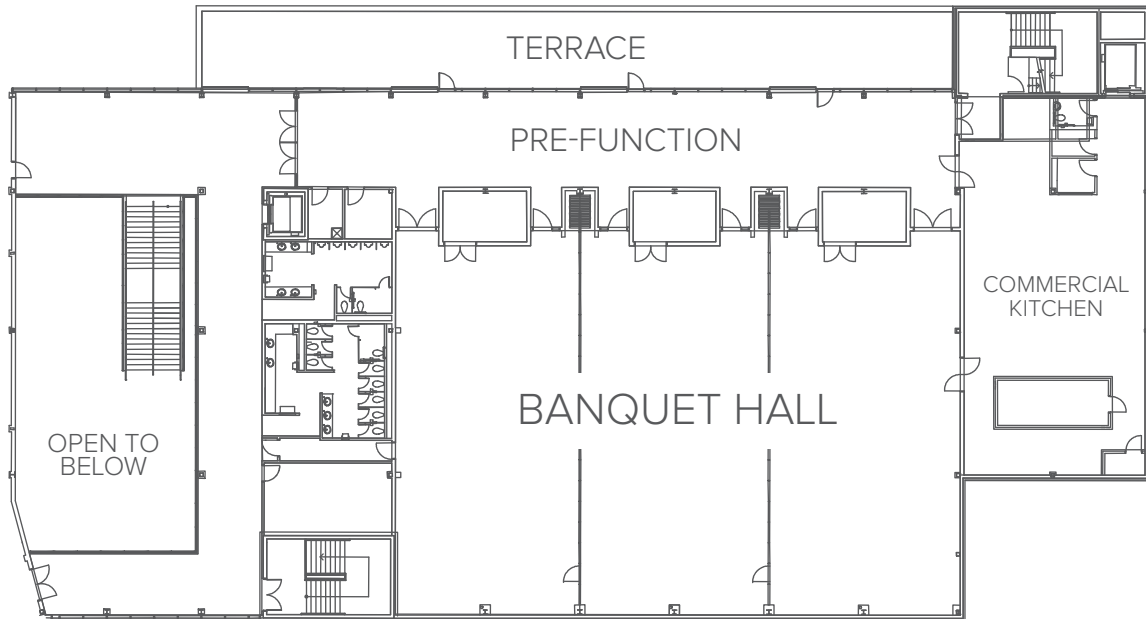 TERRACE
PRE-FUNCTION
COMMERCIAL
KITCHEN
BANQUET HALL
OPEN TO
BELOW